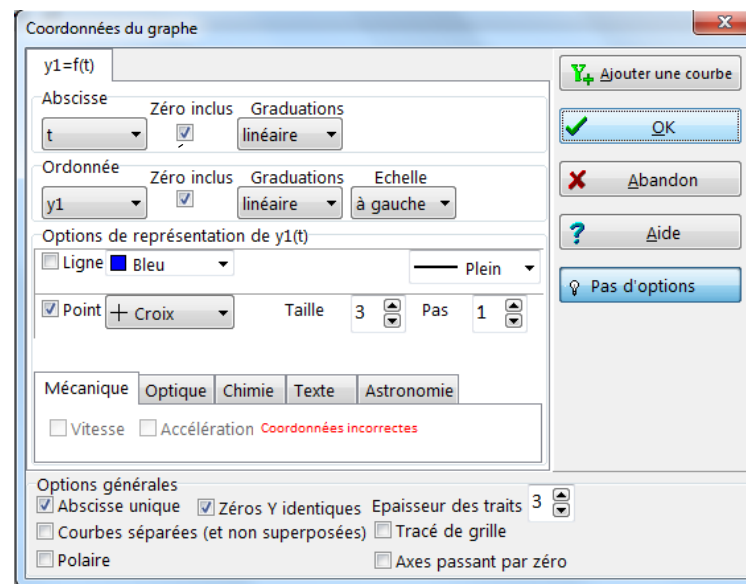 Coordonnées du graphe
X
y1=f(t)
Abscisse
Zéro inclus Graduations
t linéaire
Ordonnée
Zéro inclus Graduations Echelle
y1 linéaire à gauche
Options de représentation de y1(t)
Ligne Bleu Plein
Point Croix Taille 3 Pas 1
Mécanique Optique Chimie Texte Astronomie
Vitesse Accélération Coordonnées incorrectes
Options générales
Abscisse unique Zéros Y identiques Epaisseur des traits 3
Courbes séparées (et non superposées) Tracé de grille
Polaire Axes passant par zéro
Y+ Ajouter une courbe
OK
Abandon
? Aide
Pas d'options